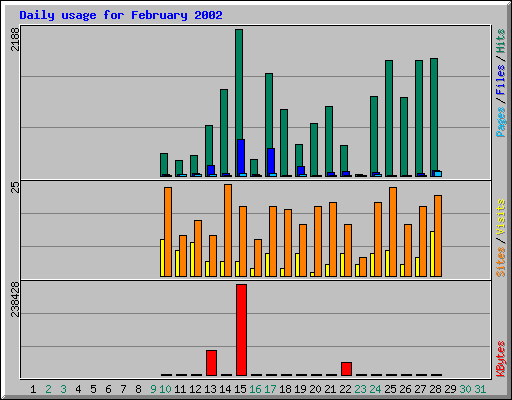 Daily usage for February 2002
2188
Pages / Files / Hits
25
Sites / Visits
238428
KBytes
1 2 3 4 5 6 7 8 9 10 11 12 13 14 15 16 17 18 19 20 21 22 23 24 25 26 27 28 29 30 31